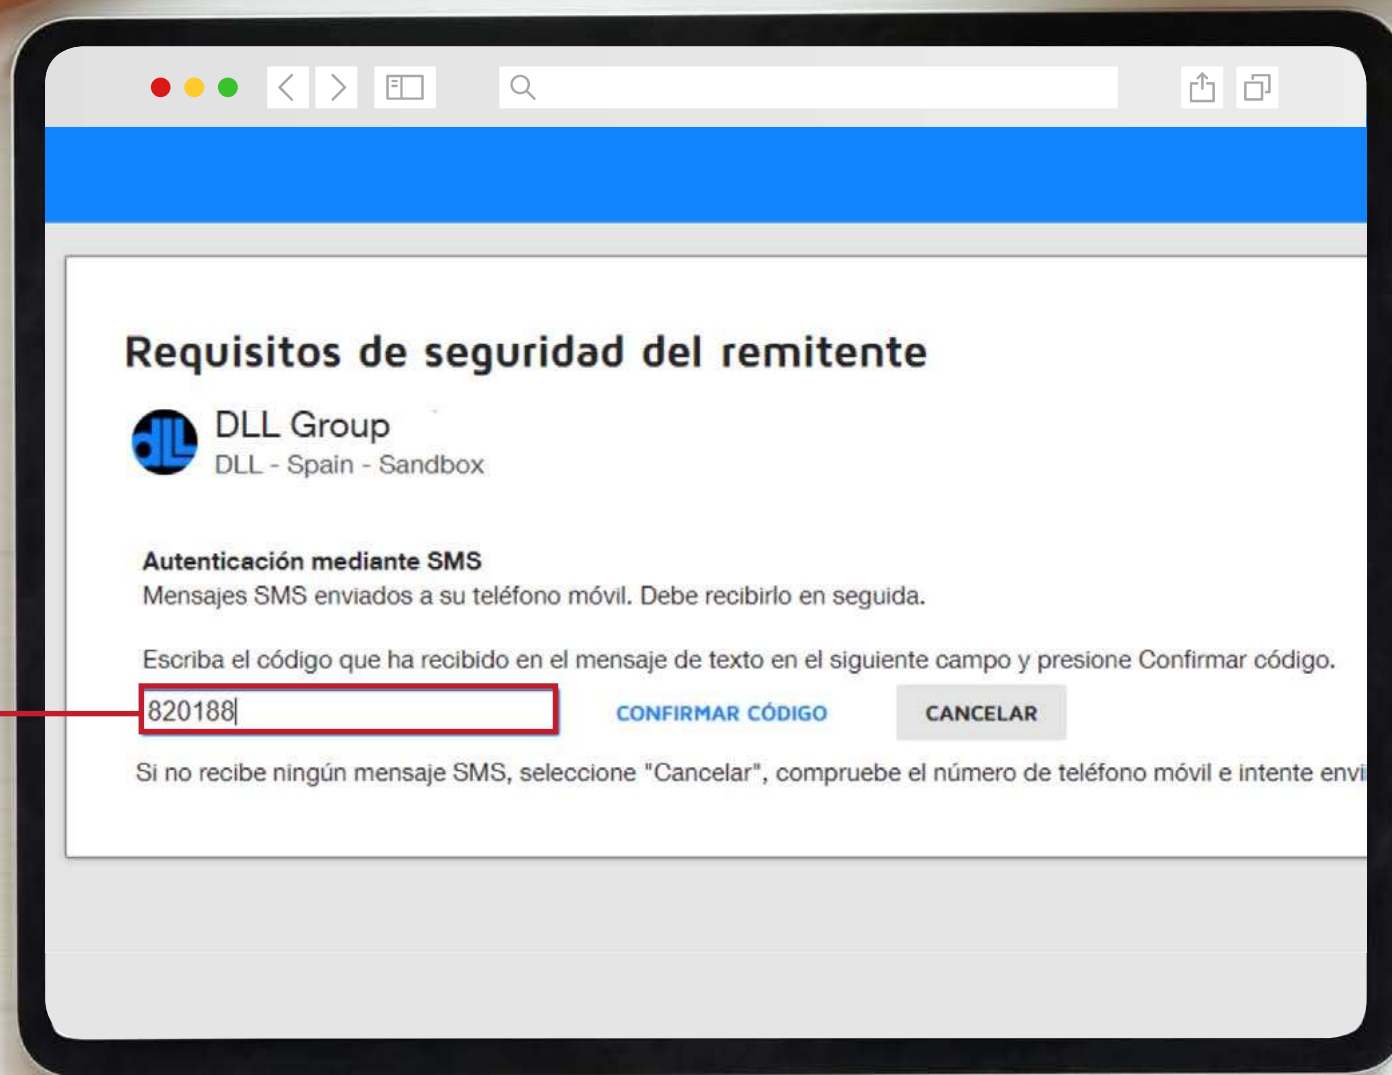 Requisitos de seguridad del remitente
dLL
DLL Group
DLL - Spain - Sandbox
Autenticación mediante SMS
Mensajes SMS enviados a su teléfono móvil. Debe recibirlo en seguida.
Escriba el código que ha recibido en el mensaje de texto en el siguiente campo y presione Confirmar código.
820188
CONFIRMAR CÓDIGO
CANCELAR
Si no recibe ningún mensaje SMS, seleccione "Cancelar", compruebe el número de teléfono móvil e intente envi